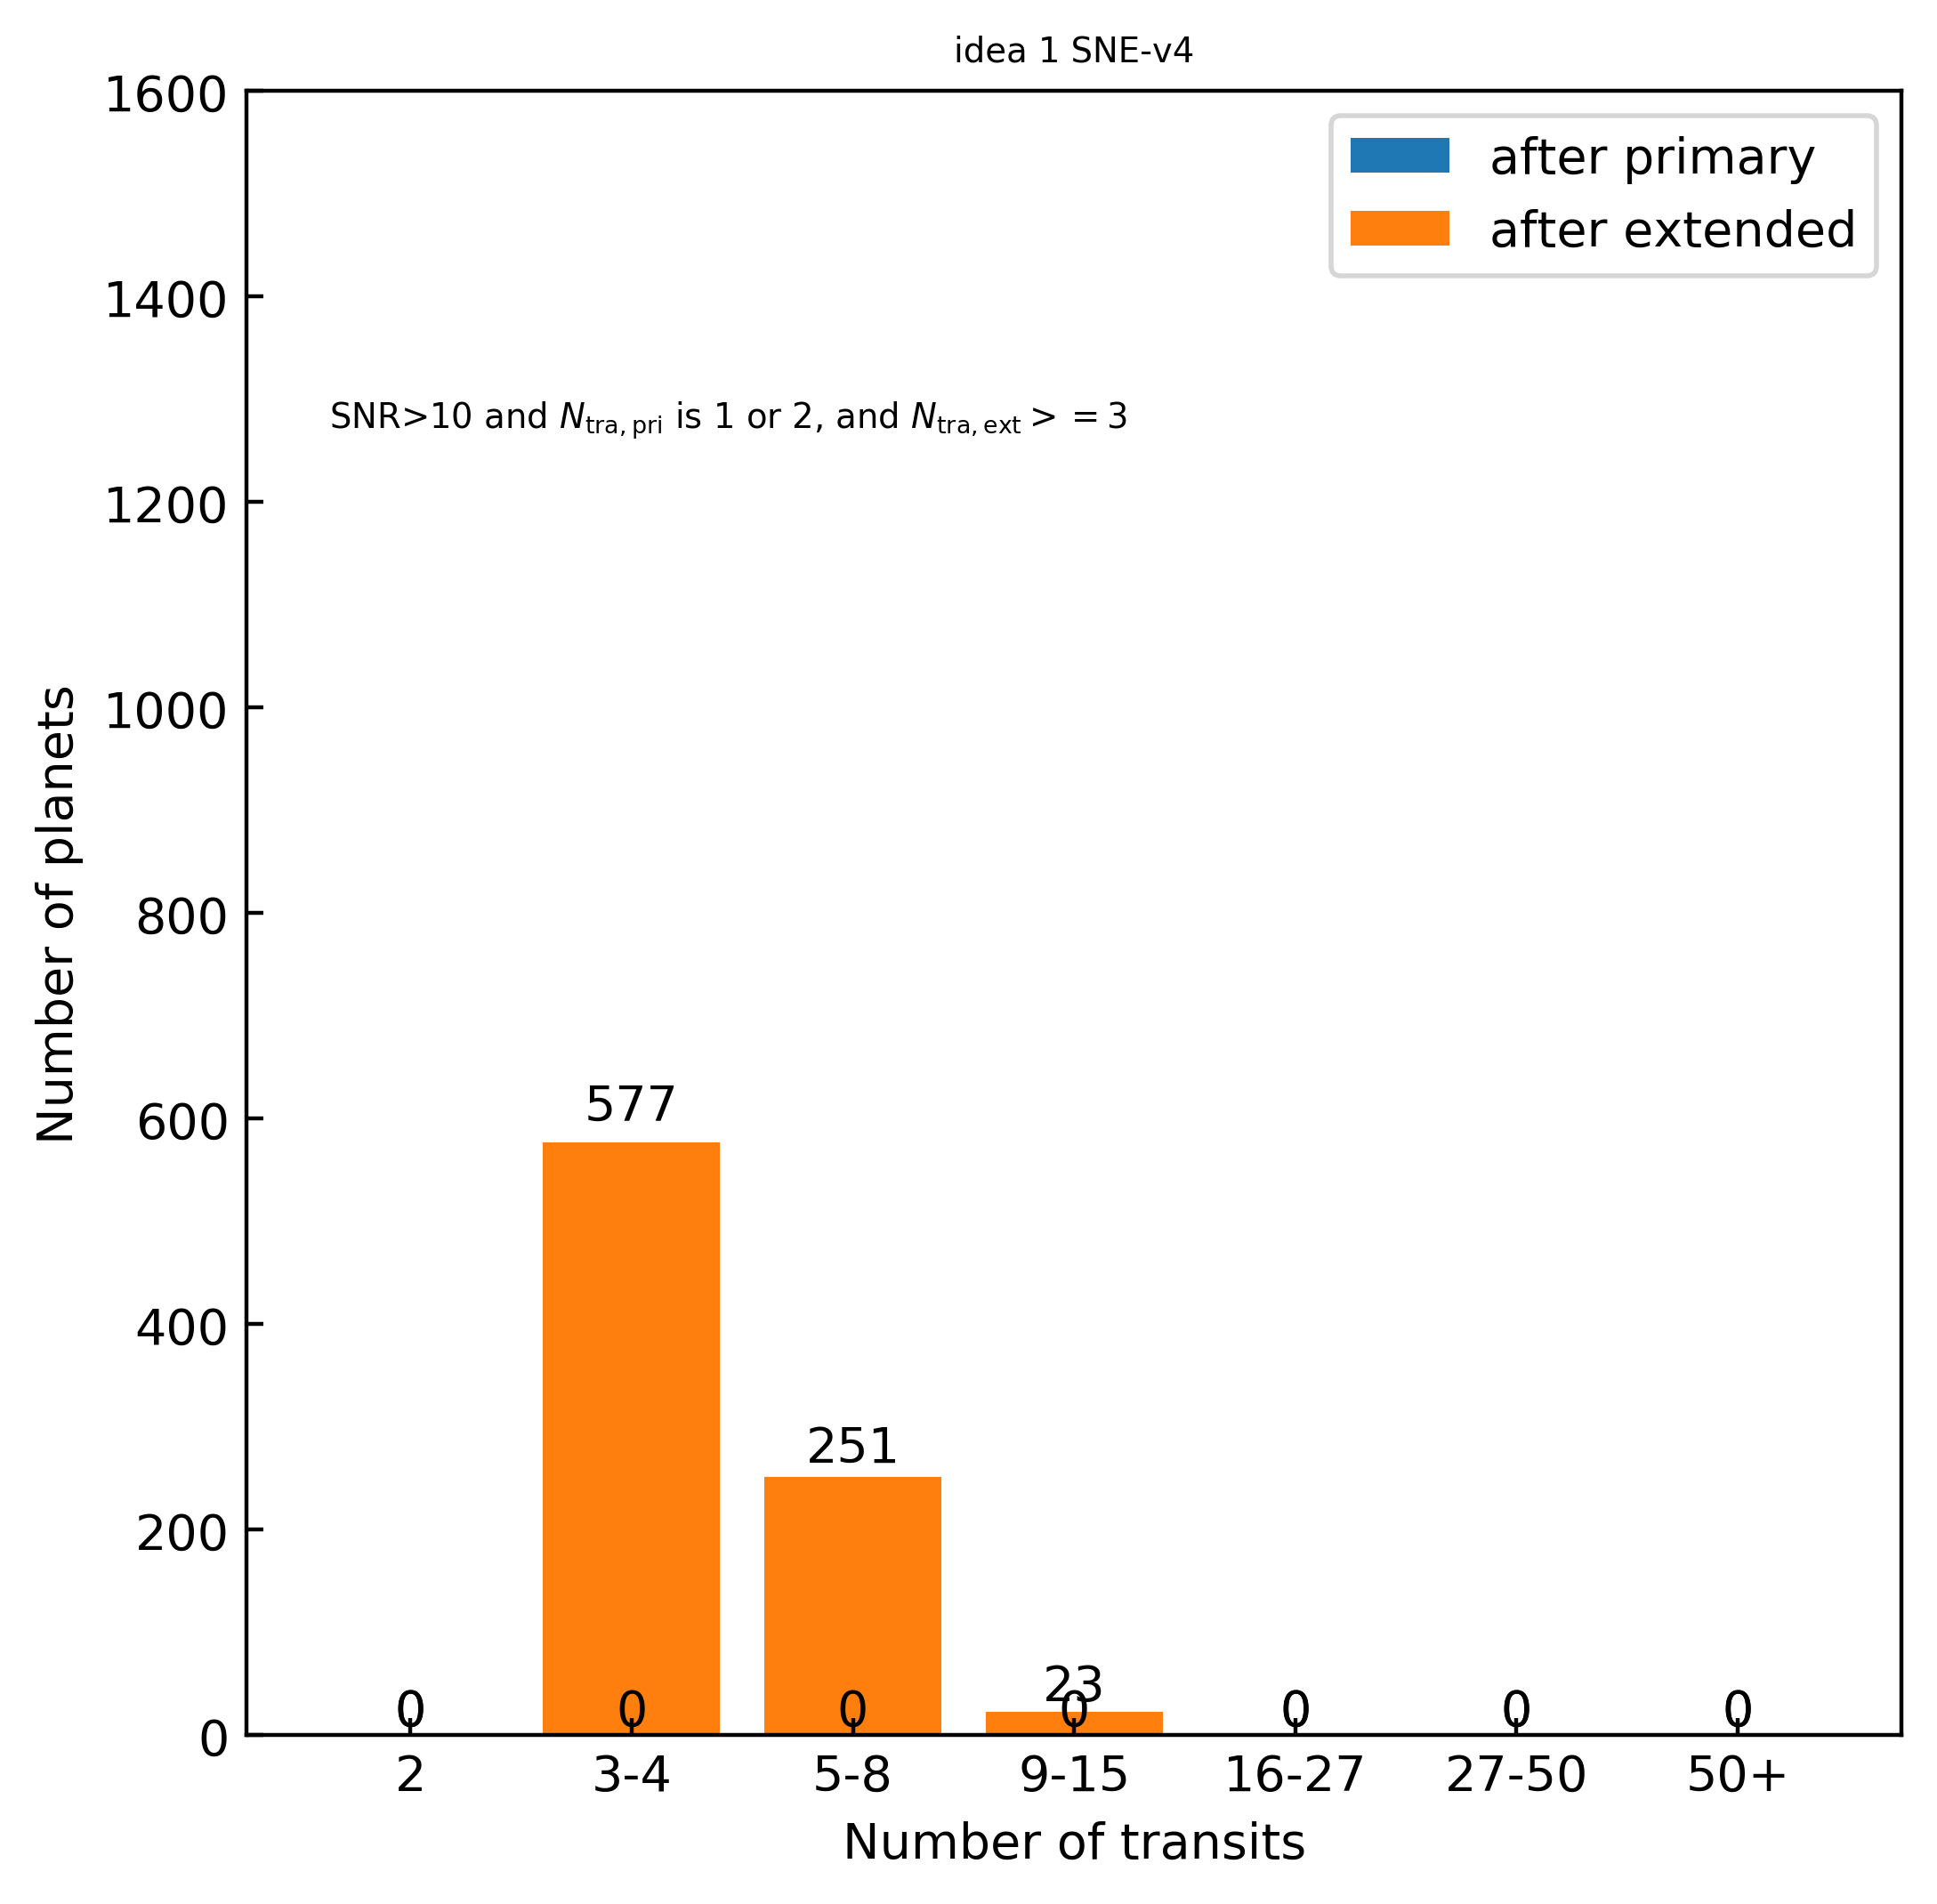 idea 1 SNE-v4
1600
1400
1200
1000
800
600
400
200
0
Number of planets
after primary
after extended
SNR>10 and N_tra, pri is 1 or 2, and N_tra, ext > = 3
577
251
23
0 0 0 0 0 0 0
2 3-4 5-8 9-15 16-27 27-50 50+
Number of transits